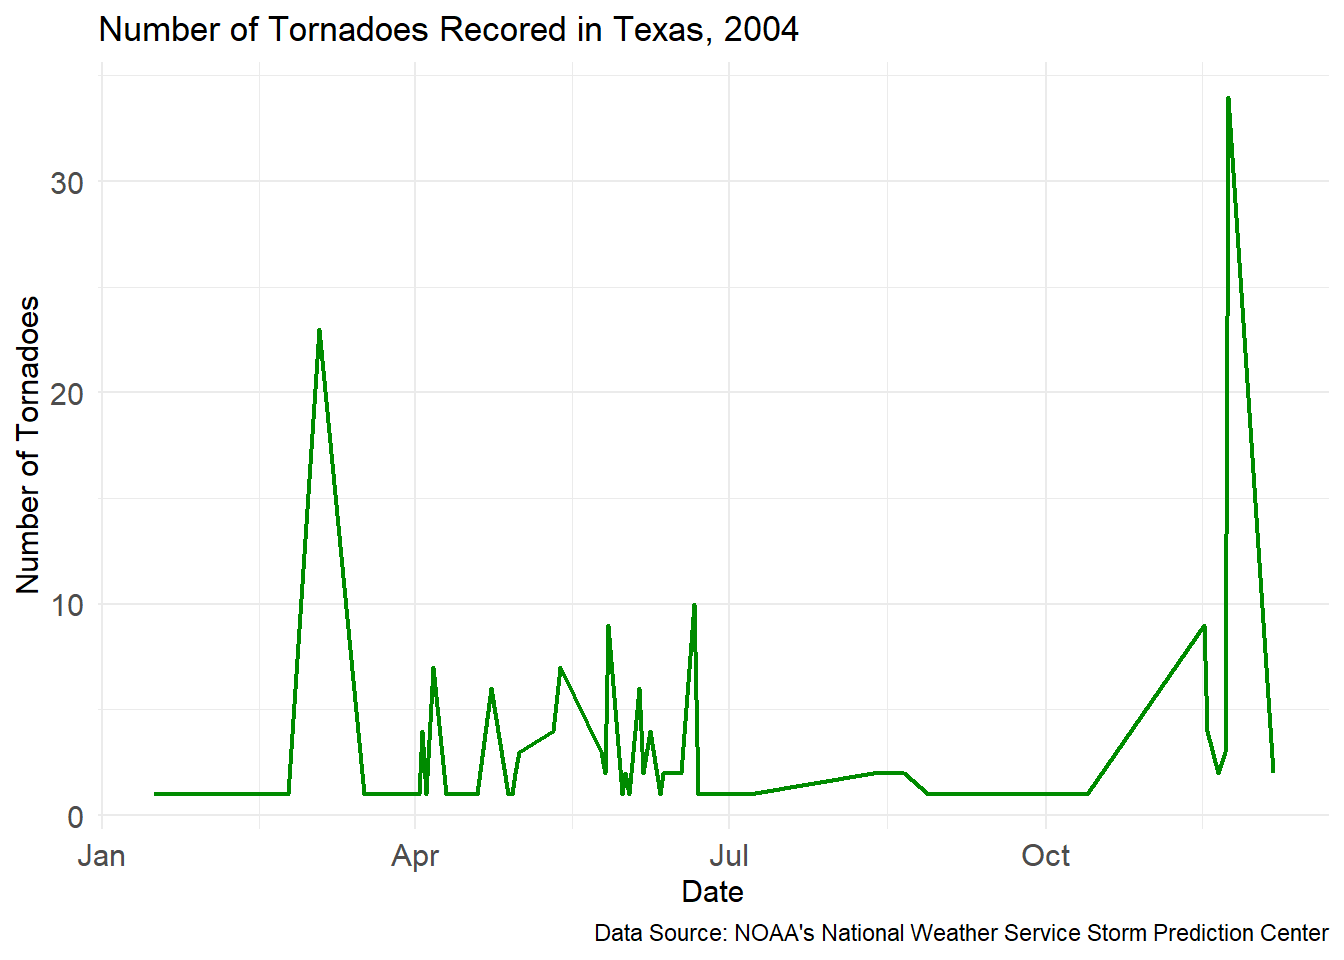 Number of Tornadoes Recored in Texas, 2004
Number of Tornadoes
30
20
10
0
Jan Apr Jul Oct
Date
Data Source: NOAA's National Weather Service Storm Prediction Center